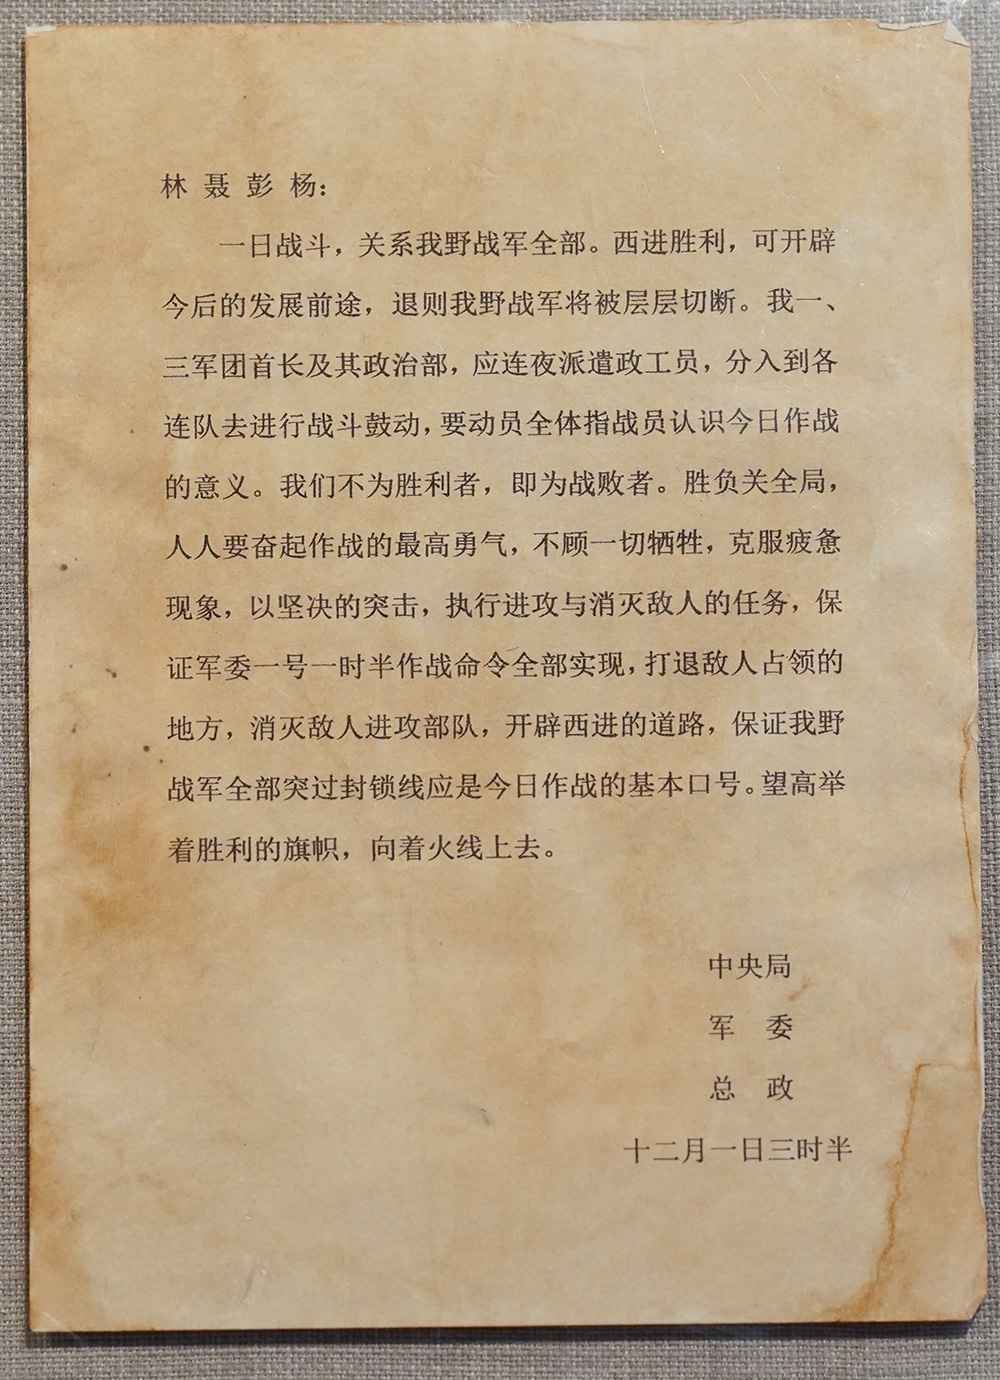 林 聂 彭 杨：
一日战斗，关系我野战军全部。西进胜利，可开辟
今后的发展前途，退则我野战军将被层层切断。我一、
三军团首长及其政治部，应连夜派遣政工员，分入到各
连队去进行战斗鼓动，要动员全体指战员认识今日作战
的意义。我们不为胜利者，即为战败者。胜负关全局，
人人要奋起作战的最高勇气，不顾一切牺牲，克服疲惫
现象，以坚决的突击，执行进攻与消灭敌人的任务，保
证军委一号一时半作战命令全部实现，打退敌人占领的
地方，消灭敌人进攻部队，开辟西进的道路，保证我野
战军全部突过封锁线应是今日作战的基本口号。望高举
着胜利的旗帜，向着火线上去。
中央局
军 委
总 政
十二月一日三时半